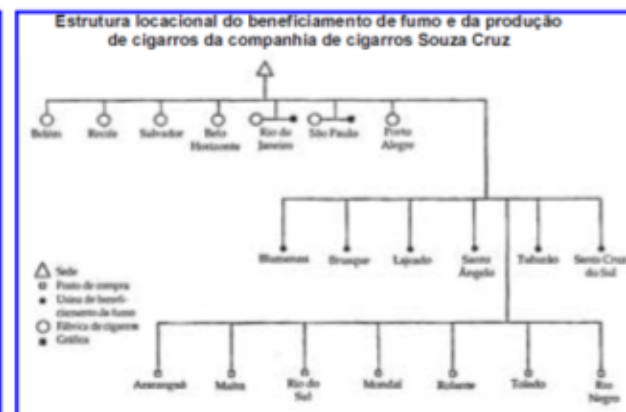 Estrutura locacional do beneficiamento de fumo e da produção
de cigarros da companhia de cigarros Souza Cruz
Belém Recife Salvador Belo Rio de São Paulo Porto
Horizonte Janeiro Alegre
Blumenau Brusque Lajeado Santo Tubarão Santa Cruz
Ângelo do Sul
Sede
Posto de compra
Usina de benefi-
ciamento de fumo
Fábrica de cigarros
Gráfica
Araranguá Mafra Rio do Mondaí Rolante Toledo Rio
Sul Negro